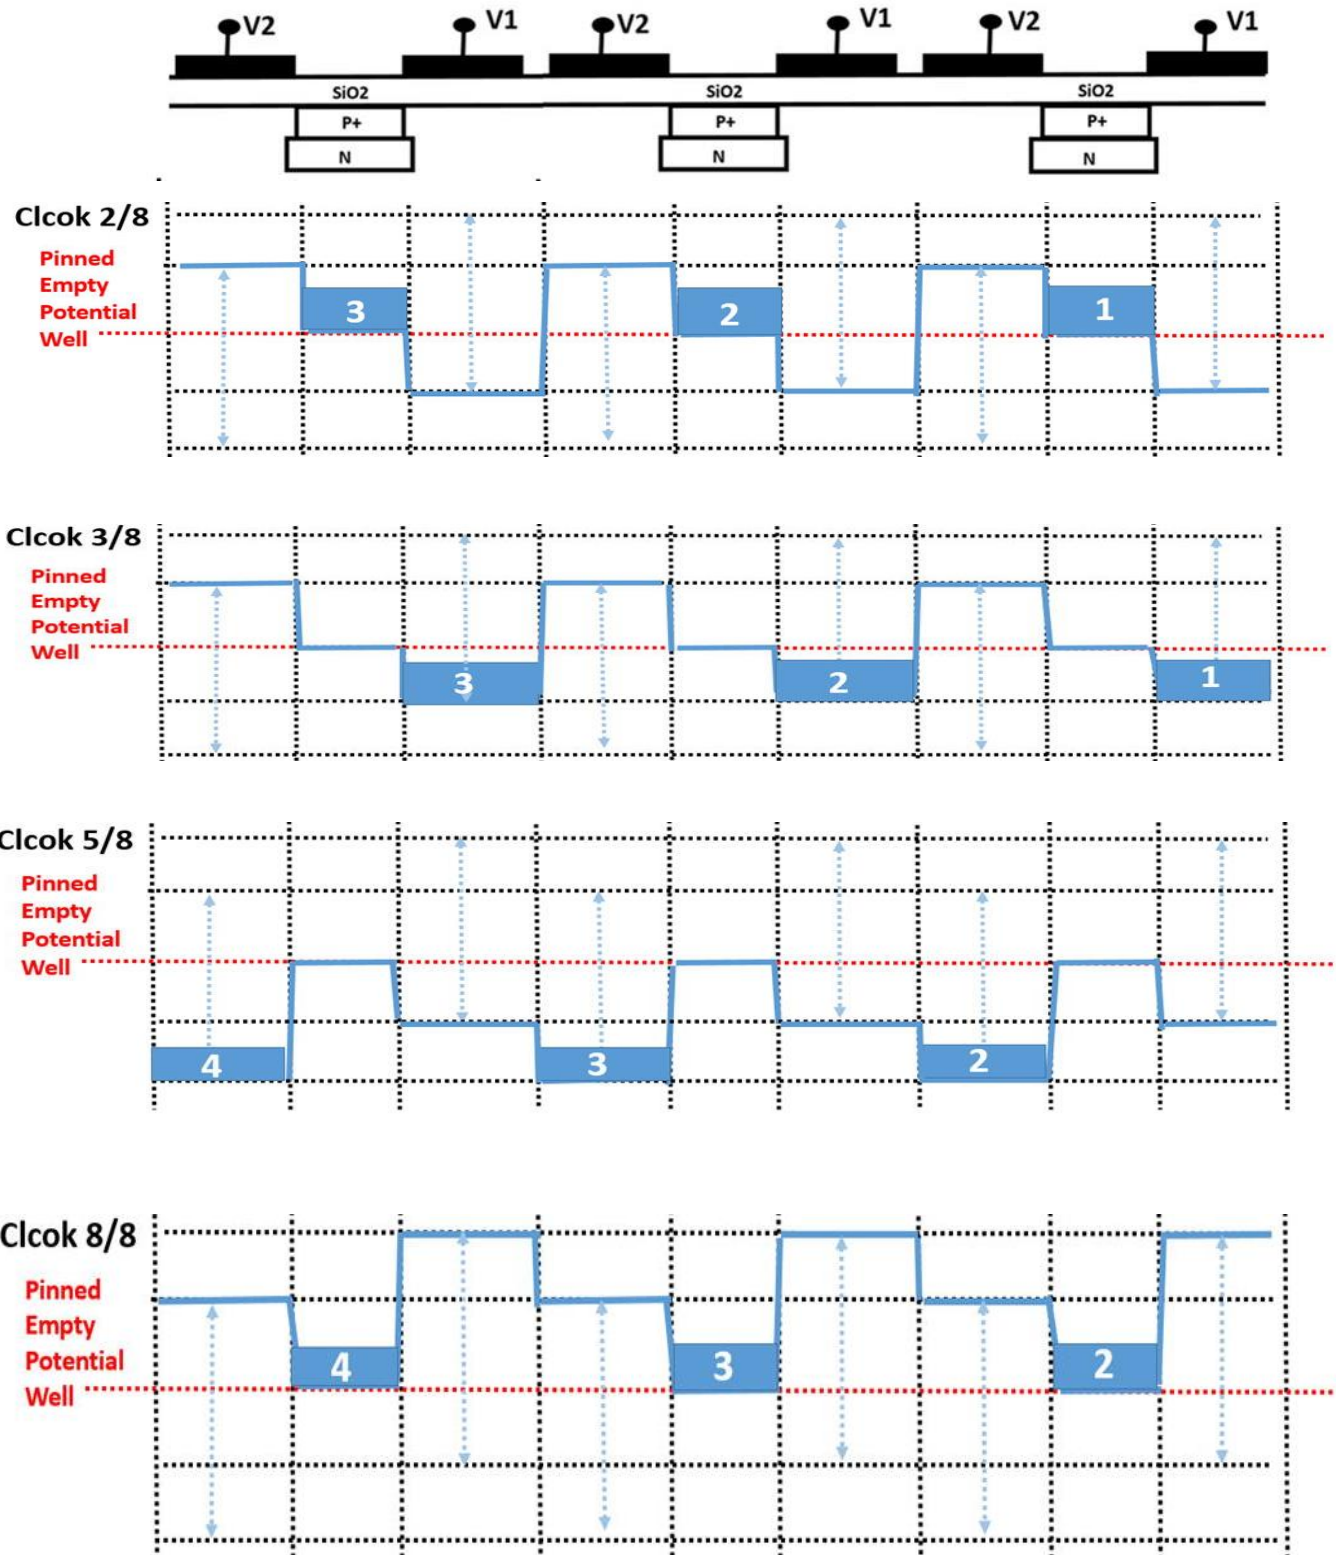 V2 V1 V2 V1 V2 V1
SiO2 SiO2 SiO2
P+ P+ P+
N N N
Clcok 2/8
Pinned
Empty
Potential
Well
3 2 1
Clcok 3/8
Pinned
Empty
Potential
Well
3 2 1
Clcok 5/8
Pinned
Empty
Potential
Well
4 3 2
Clcok 8/8
Pinned
Empty
Potential
Well
4 3 2